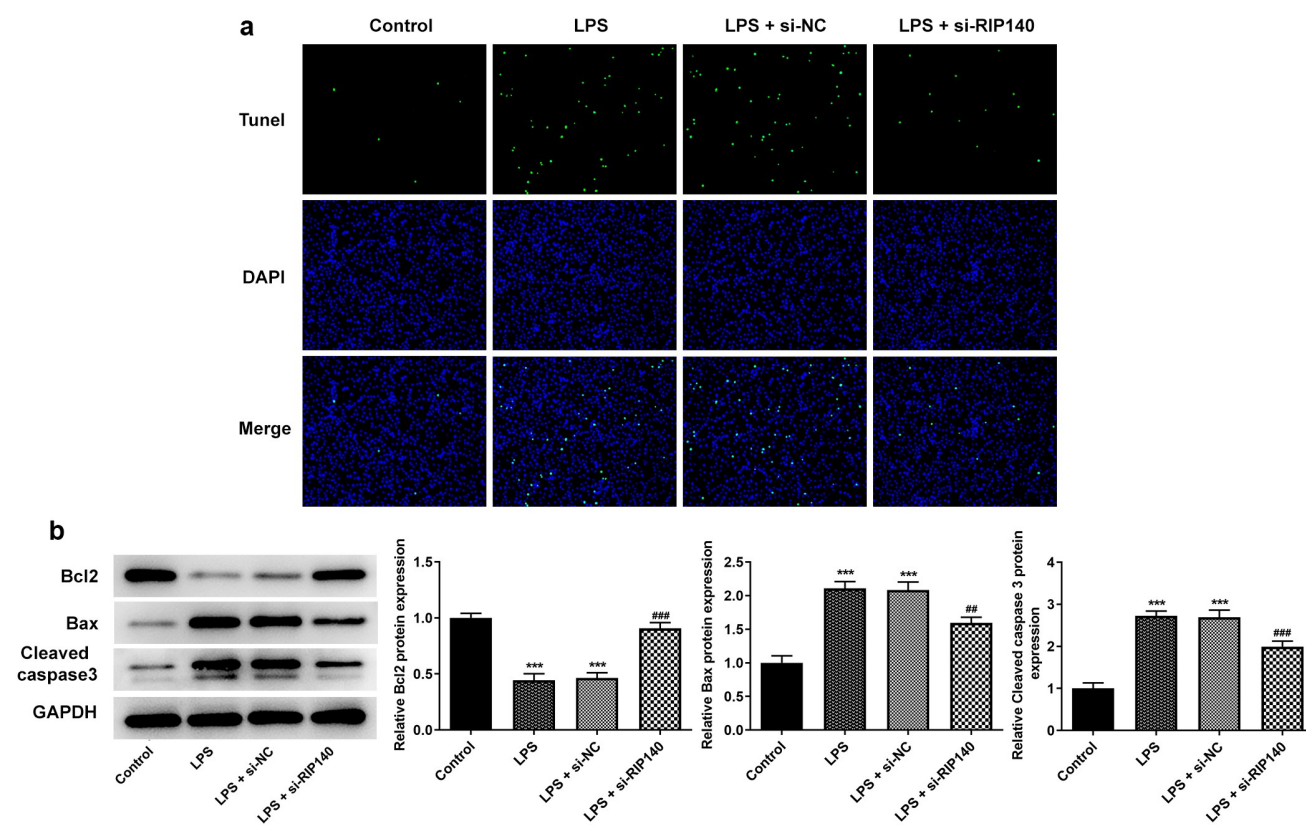 a
Control
LPS
LPS + si-NC
LPS + si-RIP140
Tunel
DAPI
Merge
b
Bcl2
Bax
Cleaved
caspase3
GAPDH
Control
LPS
LPS + si-NC
LPS + si-RIP140
Relative Bcl2 protein expression
1.5
1.0
0.5
0.0
***
***
###
Control
LPS
LPS + si-NC
LPS + si-RIP140
Relative Bax protein expression
2.5
2.0
1.5
1.0
0.5
0.0
***
***
##
Control
LPS
LPS + si-NC
LPS + si-RIP140
Relative Cleaved caspase 3 protein
expression
4
3
2
1
0
***
***
###
Control
LPS
LPS + si-NC
LPS + si-RIP140